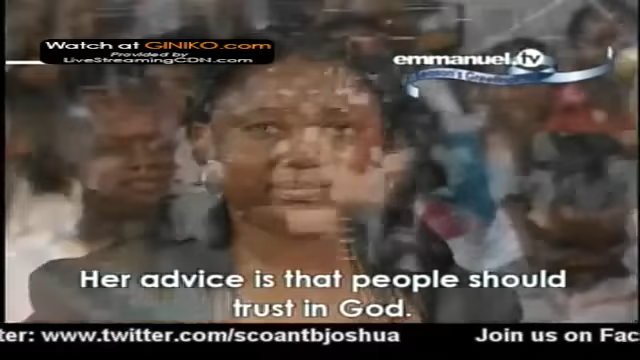 Watch at GINIKO.com
Provided by
LiveStreamingCDN.com
emmanuel.tv
Her advice is that people should
trust in God.
ter: www.twitter.com/scoantbjoshua Join us on Fac